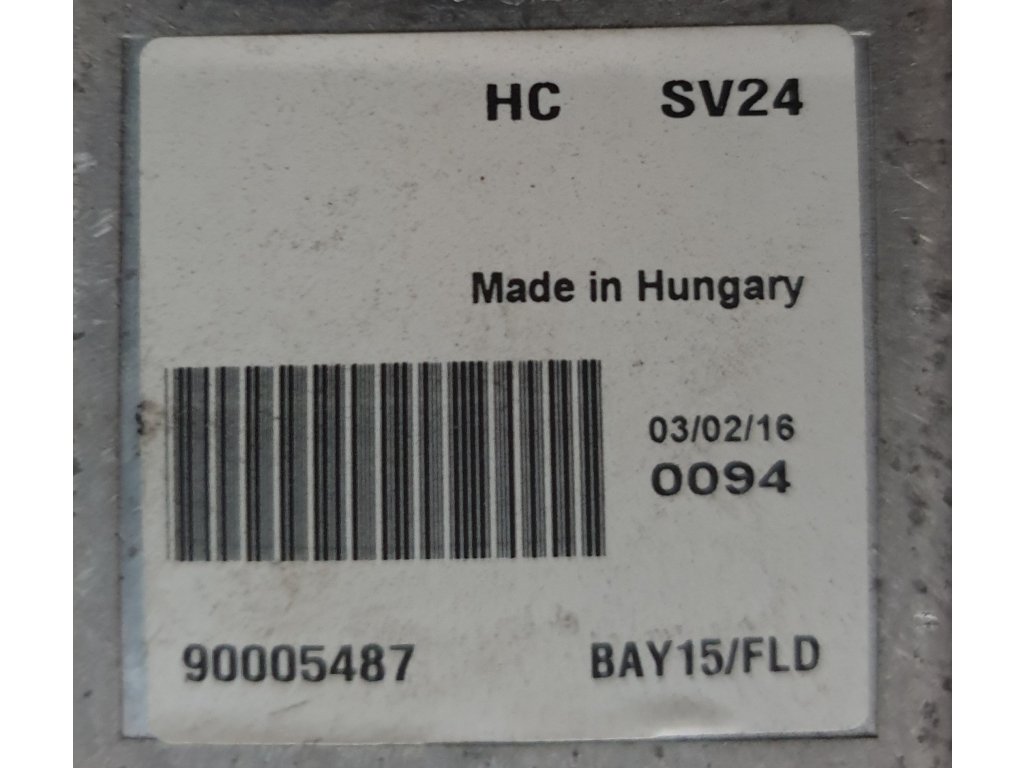 HC SV24
Made in Hungary
03/02/16
0094
90005487 BAY15/FLD